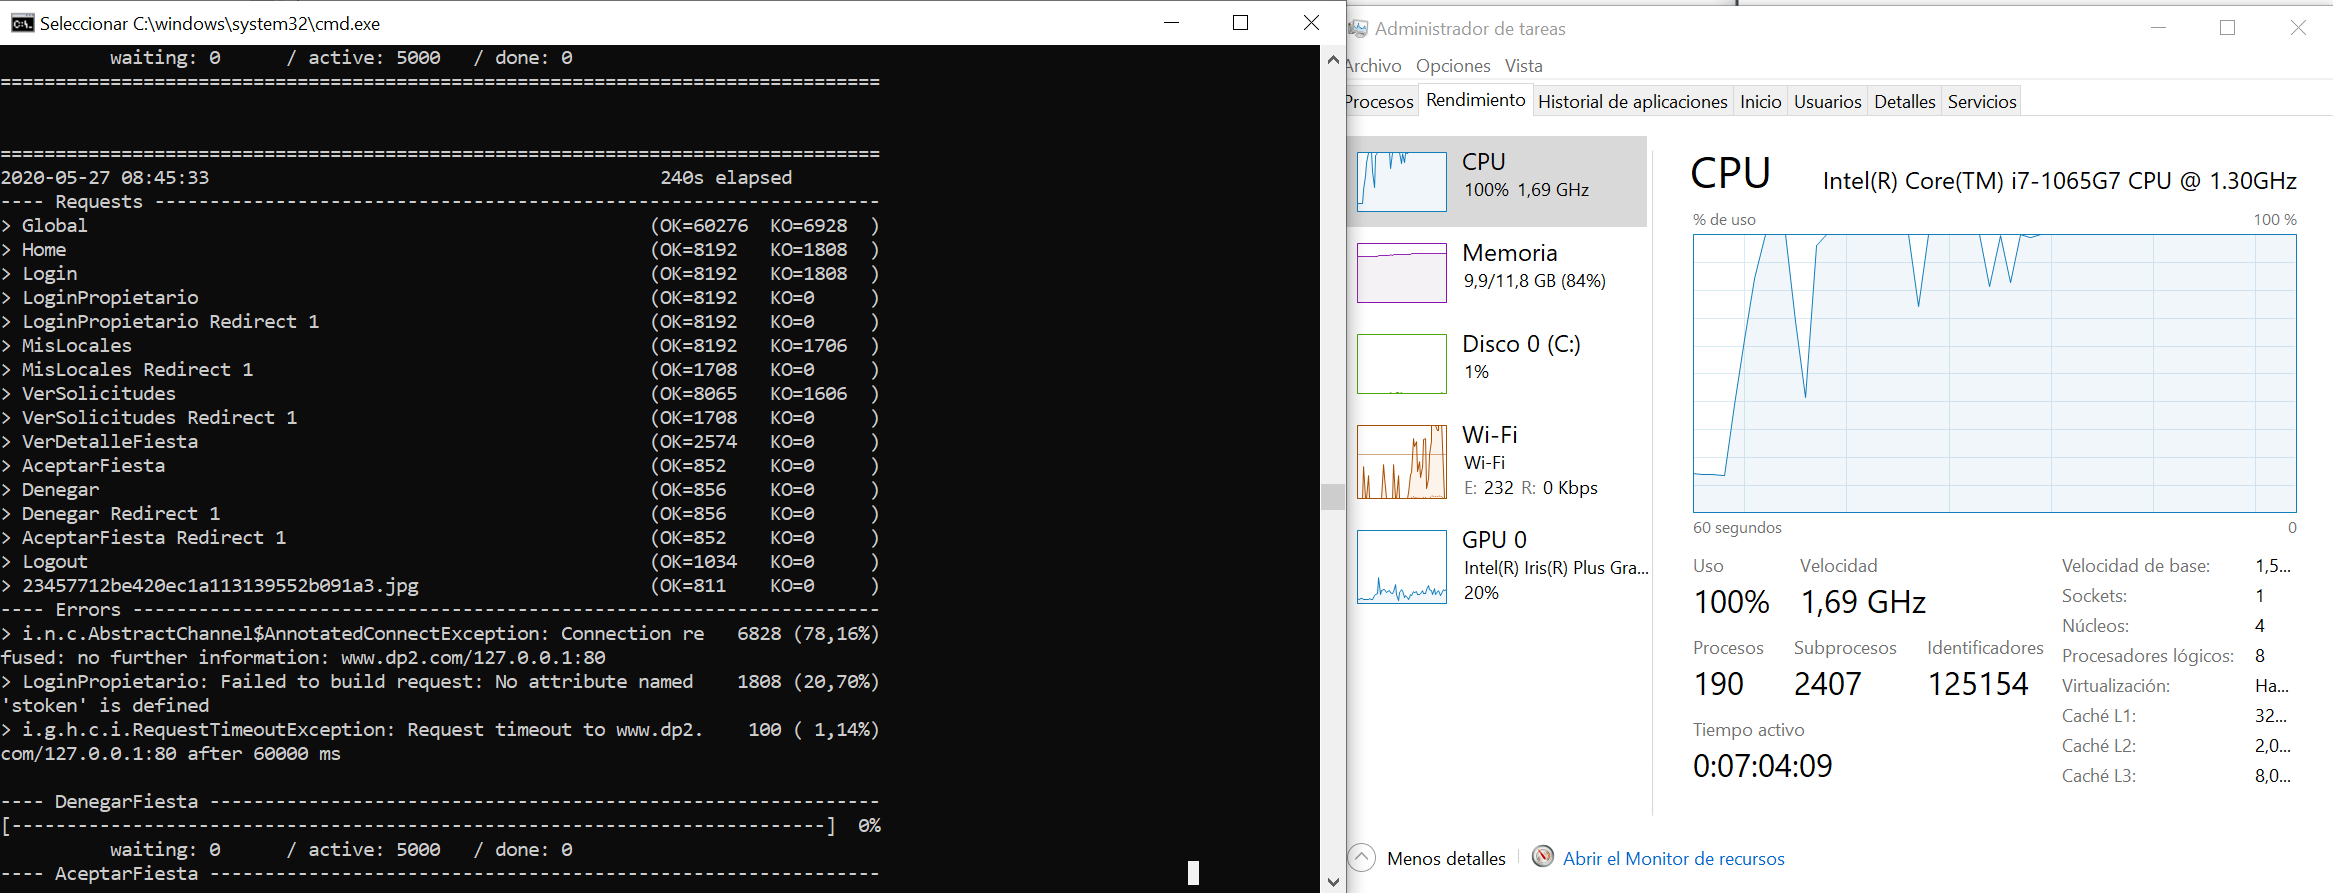 Seleccionar C:\windows\system32\cmd.exe
waiting: 0      / active: 5000   / done: 0
================================================================================
================================================================================
2020-05-27 08:45:33                                         240s elapsed
---- Requests ------------------------------------------------------------------
> Global                                                   (OK=60276  KO=6928  )
> Home                                                     (OK=8192   KO=1808  )
> Login                                                    (OK=8192   KO=1808  )
> LoginPropietario                                         (OK=8192   KO=0     )
> LoginPropietario Redirect 1                              (OK=8192   KO=0     )
> MisLocales                                               (OK=8192   KO=1706  )
> MisLocales Redirect 1                                    (OK=1708   KO=0     )
> VerSolicitudes                                           (OK=8065   KO=1606  )
> VerSolicitudes Redirect 1                                (OK=1708   KO=0     )
> VerDetalleFiesta                                         (OK=2574   KO=0     )
> AceptarFiesta                                            (OK=852    KO=0     )
> Denegar                                                  (OK=856    KO=0     )
> Denegar Redirect 1                                       (OK=856    KO=0     )
> AceptarFiesta Redirect 1                                 (OK=852    KO=0     )
> Logout                                                   (OK=1034   KO=0     )
> 23457712be420ec1a113139552b091a3.jpg                     (OK=811    KO=0     )
---- Errors --------------------------------------------------------------------
> i.n.c.AbstractChannel$AnnotatedConnectException: Connection re   6828 (78,16%)
fused: no further information: www.dp2.com/127.0.0.1:80
> LoginPropietario: Failed to build request: No attribute named    1808 (20,70%)
'stoken' is defined
> i.g.h.c.i.RequestTimeoutException: Request timeout to www.dp2.    100 ( 1,14%)
com/127.0.0.1:80 after 60000 ms
---- DenegarFiesta -------------------------------------------------------------
[--------------------------------------------------------------------------]  0%
waiting: 0      / active: 5000   / done: 0
---- AceptarFiesta -------------------------------------------------------------
Administrador de tareas
Archivo Opciones Vista
Procesos Rendimiento Historial de aplicaciones Inicio Usuarios Detalles Servicios
CPU
100% 1,69 GHz
Memoria
9,9/11,8 GB (84%)
Disco 0 (C:)
1%
Wi-Fi
Wi-Fi
E: 232 R: 0 Kbps
GPU 0
Intel(R) Iris(R) Plus Gra...
20%
CPU Intel(R) Core(TM) i7-1065G7 CPU @ 1.30GHz
% de uso 100 %
60 segundos 0
Uso Velocidad
100% 1,69 GHz
Procesos Subprocesos Identificadores
190 2407 125154
Tiempo activo
0:07:04:09
Velocidad de base: 1,5...
Sockets: 1
Núcleos: 4
Procesadores lógicos: 8
Virtualización: Ha...
Caché L1: 32...
Caché L2: 2,0...
Caché L3: 8,0...
Menos detalles Abrir el Monitor de recursos